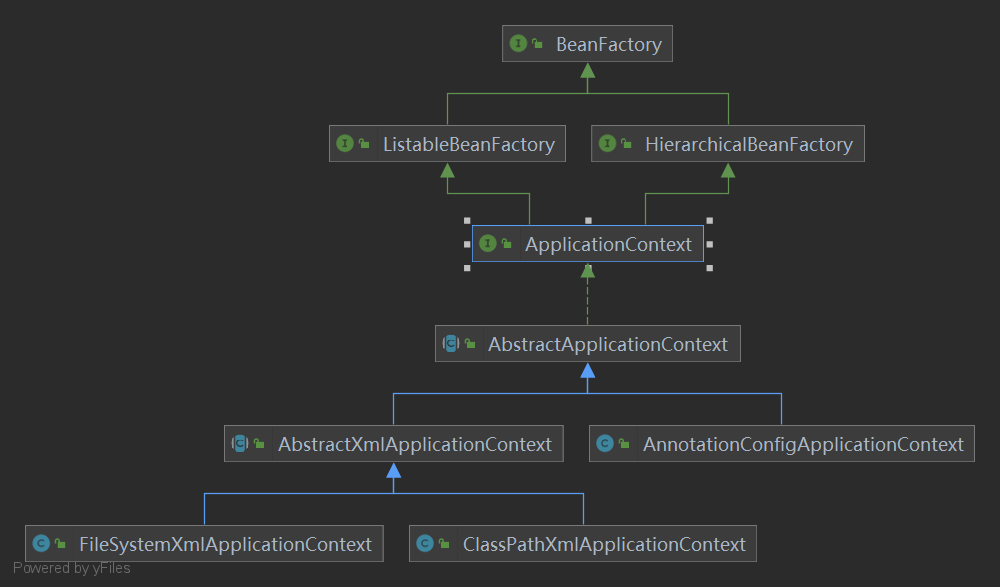 BeanFactory
ListableBeanFactory
HierarchicalBeanFactory
ApplicationContext
AbstractApplicationContext
AbstractXmlApplicationContext
AnnotationConfigApplicationContext
FileSystemXmlApplicationContext
ClassPathXmlApplicationContext
Powered by yFiles